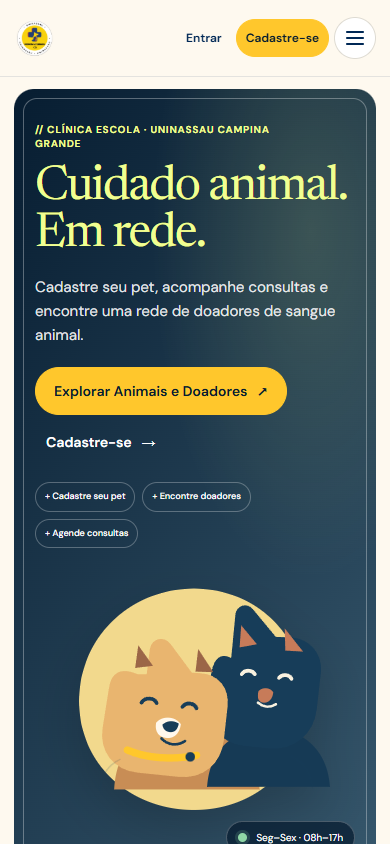 Entrar
Cadastre-se
// CLÍNICA ESCOLA · UNINASSAU CAMPINA
GRANDE
Cuidado animal.
Em rede.
Cadastre seu pet, acompanhe consultas e
encontre uma rede de doadores de sangue
animal.
Explorar Animais e Doadores ↗
Cadastre-se →
+ Cadastre seu pet
+ Encontre doadores
+ Agende consultas
Seg–Sex · 08h–17h